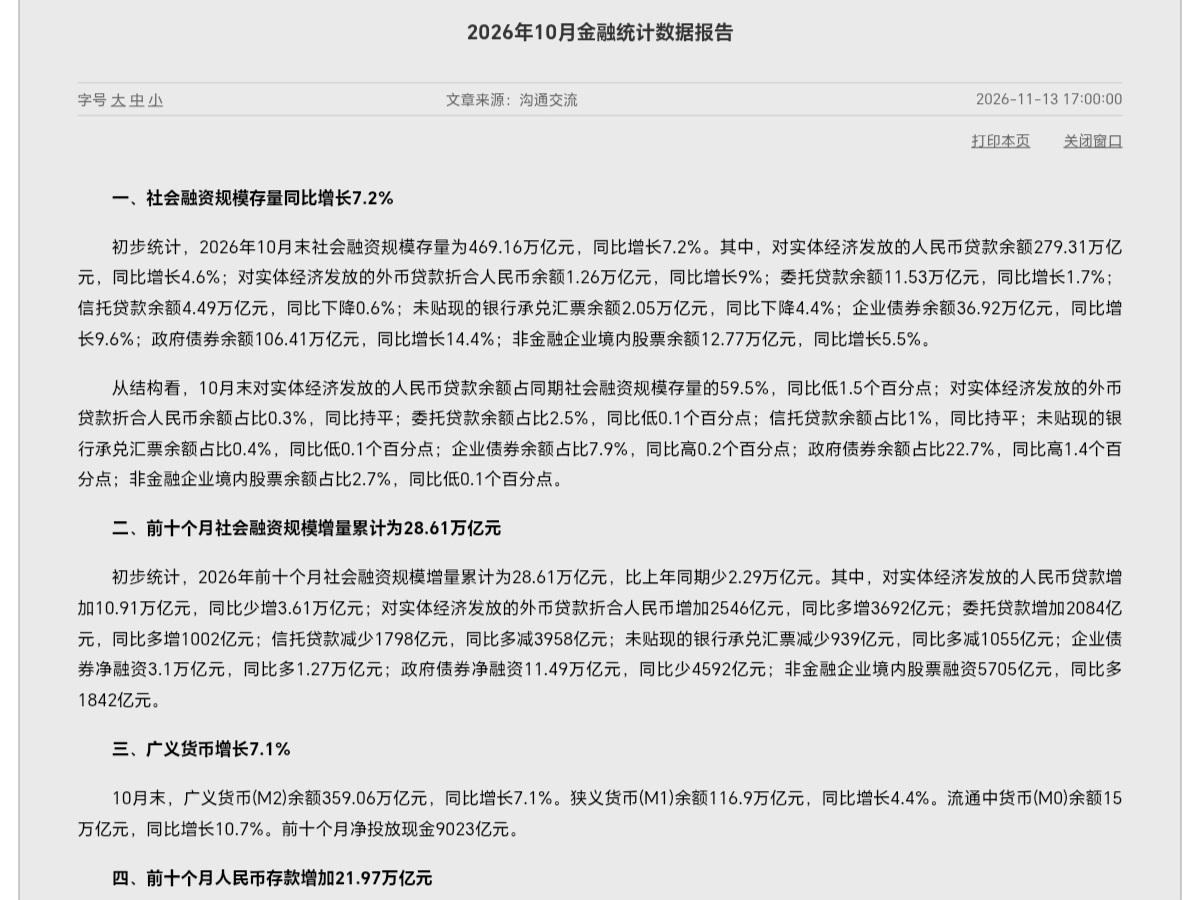 2026年10月金融统计数据报告
字号 大 中 小 文章来源：沟通交流 2026-11-13 17:00:00
打印本页 关闭窗口
一、社会融资规模存量同比增长7.2%
初步统计，2026年10月末社会融资规模存量为469.16万亿元，同比增长7.2%。其中，对实体经济发放的人民币贷款余额279.31万亿
元，同比增长4.6%；对实体经济发放的外币贷款折合人民币余额1.26万亿元，同比增长9%；委托贷款余额11.53万亿元，同比增长1.7%；
信托贷款余额4.49万亿元，同比下降0.6%；未贴现的银行承兑汇票余额2.05万亿元，同比下降4.4%；企业债券余额36.92万亿元，同比增
长9.6%；政府债券余额106.41万亿元，同比增长14.4%；非金融企业境内股票余额12.77万亿元，同比增长5.5%。
从结构看，10月末对实体经济发放的人民币贷款余额占同期社会融资规模存量的59.5%，同比低1.5个百分点；对实体经济发放的外币
贷款折合人民币余额占比0.3%，同比持平；委托贷款余额占比2.5%，同比低0.1个百分点；信托贷款余额占比1%，同比持平；未贴现的银
行承兑汇票余额占比0.4%，同比低0.1个百分点；企业债券余额占比7.9%，同比高0.2个百分点；政府债券余额占比22.7%，同比高1.4个百
分点；非金融企业境内股票余额占比2.7%，同比低0.1个百分点。
二、前十个月社会融资规模增量累计为28.61万亿元
初步统计，2026年前十个月社会融资规模增量累计为28.61万亿元，比上年同期少2.29万亿元。其中，对实体经济发放的人民币贷款增
加10.91万亿元，同比少增3.61万亿元；对实体经济发放的外币贷款折合人民币增加2546亿元，同比多增3692亿元；委托贷款增加2084亿
元，同比多增1002亿元；信托贷款减少1798亿元，同比多减3958亿元；未贴现的银行承兑汇票减少939亿元，同比多减1055亿元；企业债
券净融资3.1万亿元，同比多1.27万亿元；政府债券净融资11.49万亿元，同比少4592亿元；非金融企业境内股票融资5705亿元，同比多
1842亿元。
三、广义货币增长7.1%
10月末，广义货币(M2)余额359.06万亿元，同比增长7.1%。狭义货币(M1)余额116.9万亿元，同比增长4.4%。流通中货币(M0)余额15
万亿元，同比增长10.7%。前十个月净投放现金9023亿元。
四、前十个月人民币存款增加21.97万亿元